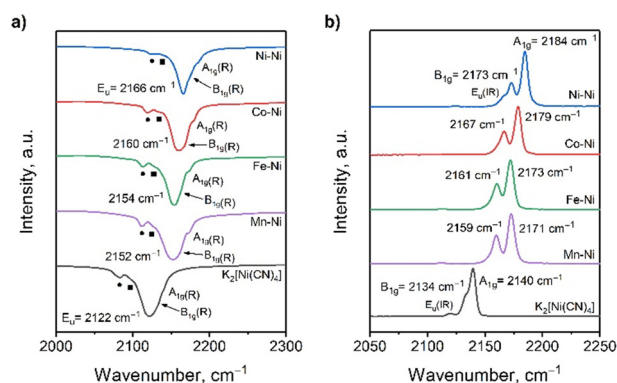 a)
Ni-Ni
A1g(R)
Eu= 2166 cm−1
B1g(R)
Co-Ni
A1g(R)
2160 cm−1
B1g(R)
Fe-Ni
A1g(R)
2154 cm−1
B1g(R)
Mn-Ni
A1g(R)
2152 cm−1
B1g(R)
K2[Ni(CN)4]
A1g(R)
B1g(R)
Eu= 2122 cm−1
Intensity, a.u.
2000 2100 2200 2300
Wavenumber, cm−1
b)
A1g= 2184 cm−1
B1g= 2173 cm−1
Ni-Ni
Eu(IR)
2167 cm−1
2179 cm−1
Co-Ni
2161 cm−1
2173 cm−1
Fe-Ni
2159 cm−1
2171 cm−1
Mn-Ni
B1g= 2134 cm−1
A1g= 2140 cm−1
Eu(IR)
K2[Ni(CN)4]
Intensity, a.u.
2050 2100 2150 2200 2250
Wavenumber, cm−1